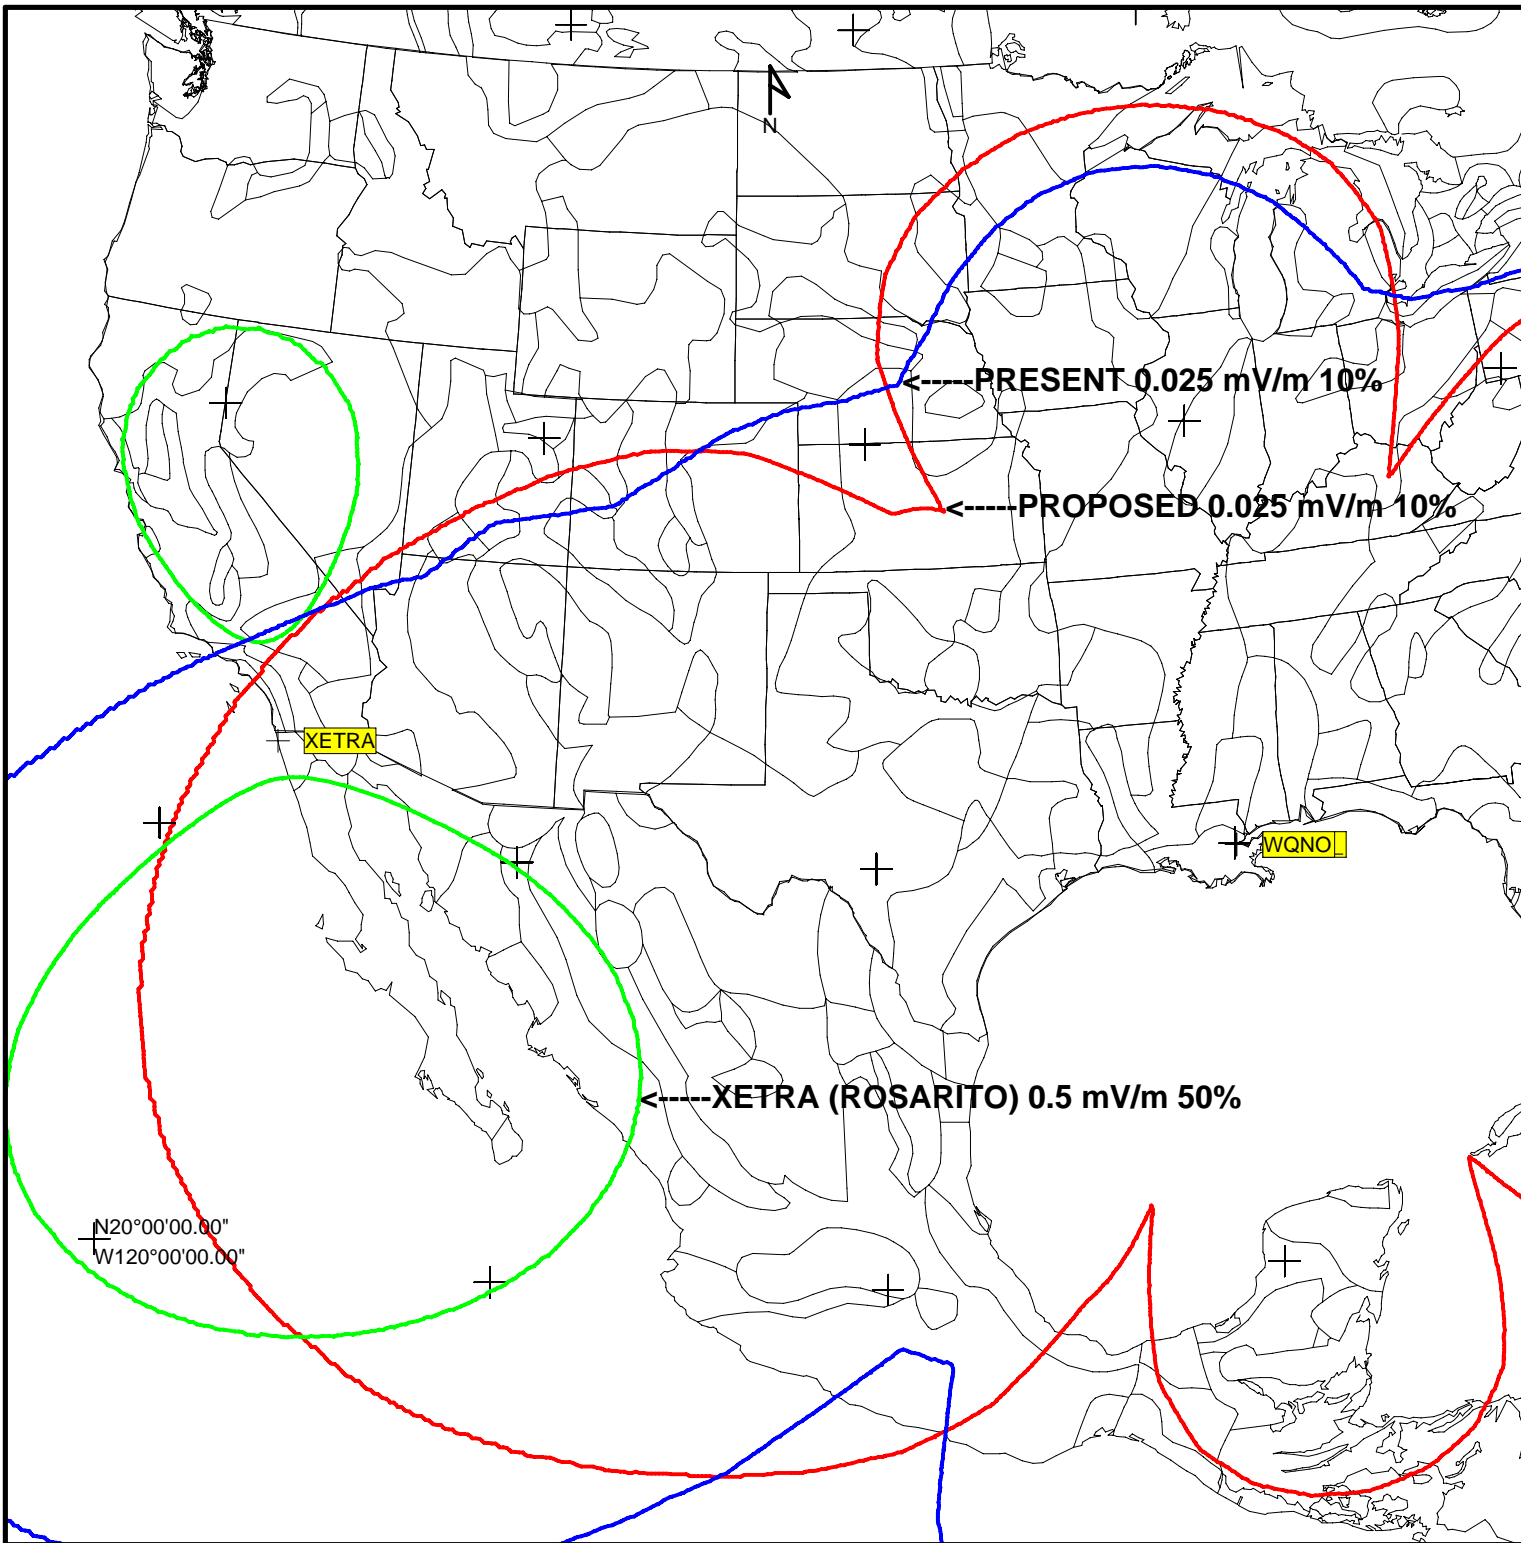 N
<-----PRESENT 0.025 mV/m 10%
<-----PROPOSED 0.025 mV/m 10%
XETRA
WQNO_
<-----XETRA (ROSARITO) 0.5 mV/m 50%
N20°00'00.00"
W120°00'00.00"